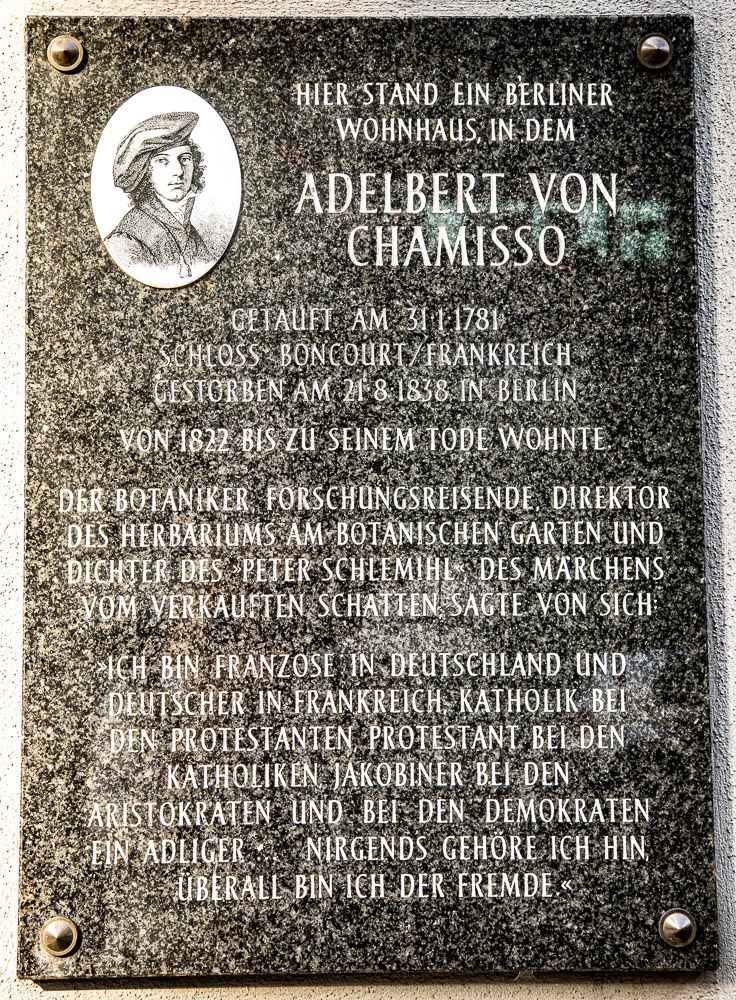 HIER STAND EIN BERLINER
WOHNHAUS, IN DEM
ADELBERT VON
CHAMISSO
GETAUFT AM 31·1·1781
SCHLOSS BONCOURT/FRANKREICH
GESTORBEN AM 21·8·1838 IN BERLIN
VON 1822 BIS ZU SEINEM TODE WOHNTE.
DER BOTANIKER, FORSCHUNGSREISENDE, DIREKTOR
DES HERBARIUMS AM BOTANISCHEN GARTEN UND
DICHTER DES »PETER SCHLEMIHL«, DES MÄRCHENS
VOM VERKAUFTEN SCHATTEN, SAGTE VON SICH:
»ICH BIN FRANZOSE IN DEUTSCHLAND UND
DEUTSCHER IN FRANKREICH, KATHOLIK BEI
DEN PROTESTANTEN, PROTESTANT BEI DEN
KATHOLIKEN, JAKOBINER BEI DEN
ARISTOKRATEN UND BEI DEN DEMOKRATEN
EIN ADLIGER ... NIRGENDS GEHÖRE ICH HIN,
ÜBERALL BIN ICH DER FREMDE.«